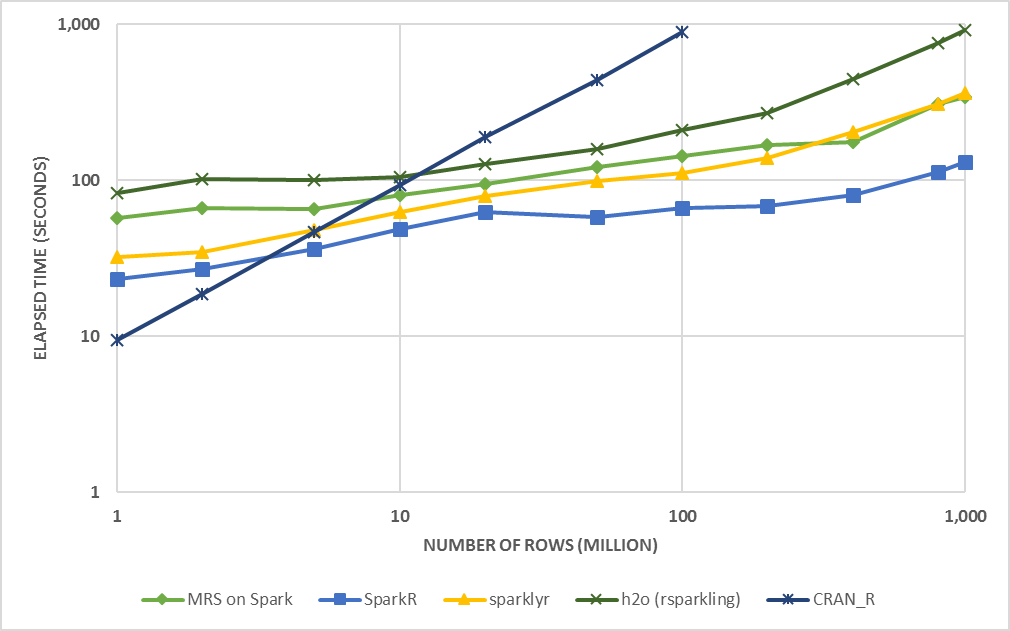 1,000
100
10
1
ELAPSED TIME (SECONDS)
1 10 100 1,000
NUMBER OF ROWS (MILLION)
MRS on Spark SparkR sparklyr h2o (rsparkling) CRAN_R